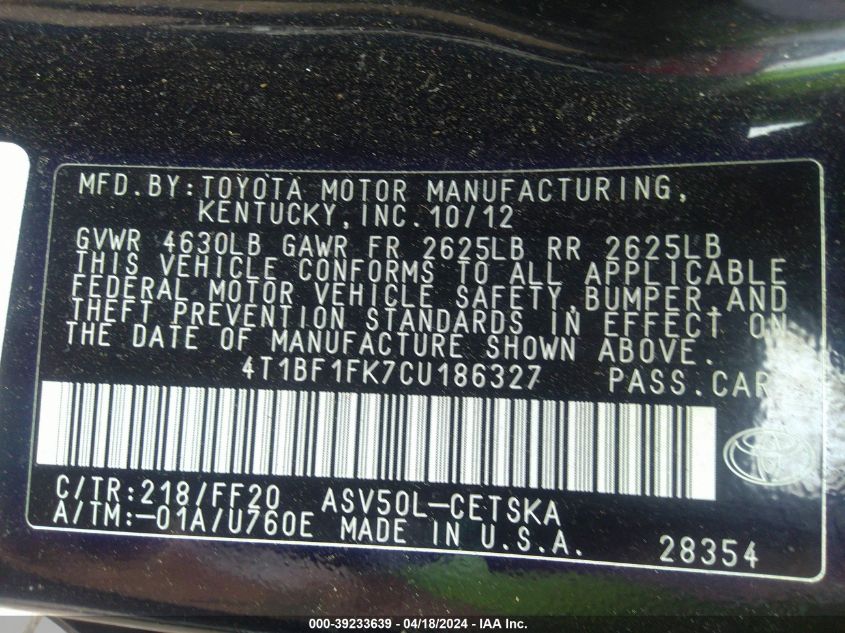 MFD.BY:TOYOTA MOTOR MANUFACTURING,
KENTUCKY,INC.10/12
GVWR 4630LB GAWR FR 2625LB RR 2625LB
THIS VEHICLE CONFORMS TO ALL APPLICABLE
FEDERAL MOTOR VEHICLE SAFETY,BUMPER,AND
THEFT PREVENTION STANDARDS IN EFFECT ON
THE DATE OF MANUFACTURE SHOWN ABOVE.
4T1BF1FK7CU186327 PASS.CAR
C/TR:218/FF20 ASV50L-CETSKA
A/TM:-01A/U760E MADE IN U.S.A. 28354
000-39233639 - 04/18/2024 - IAA Inc.